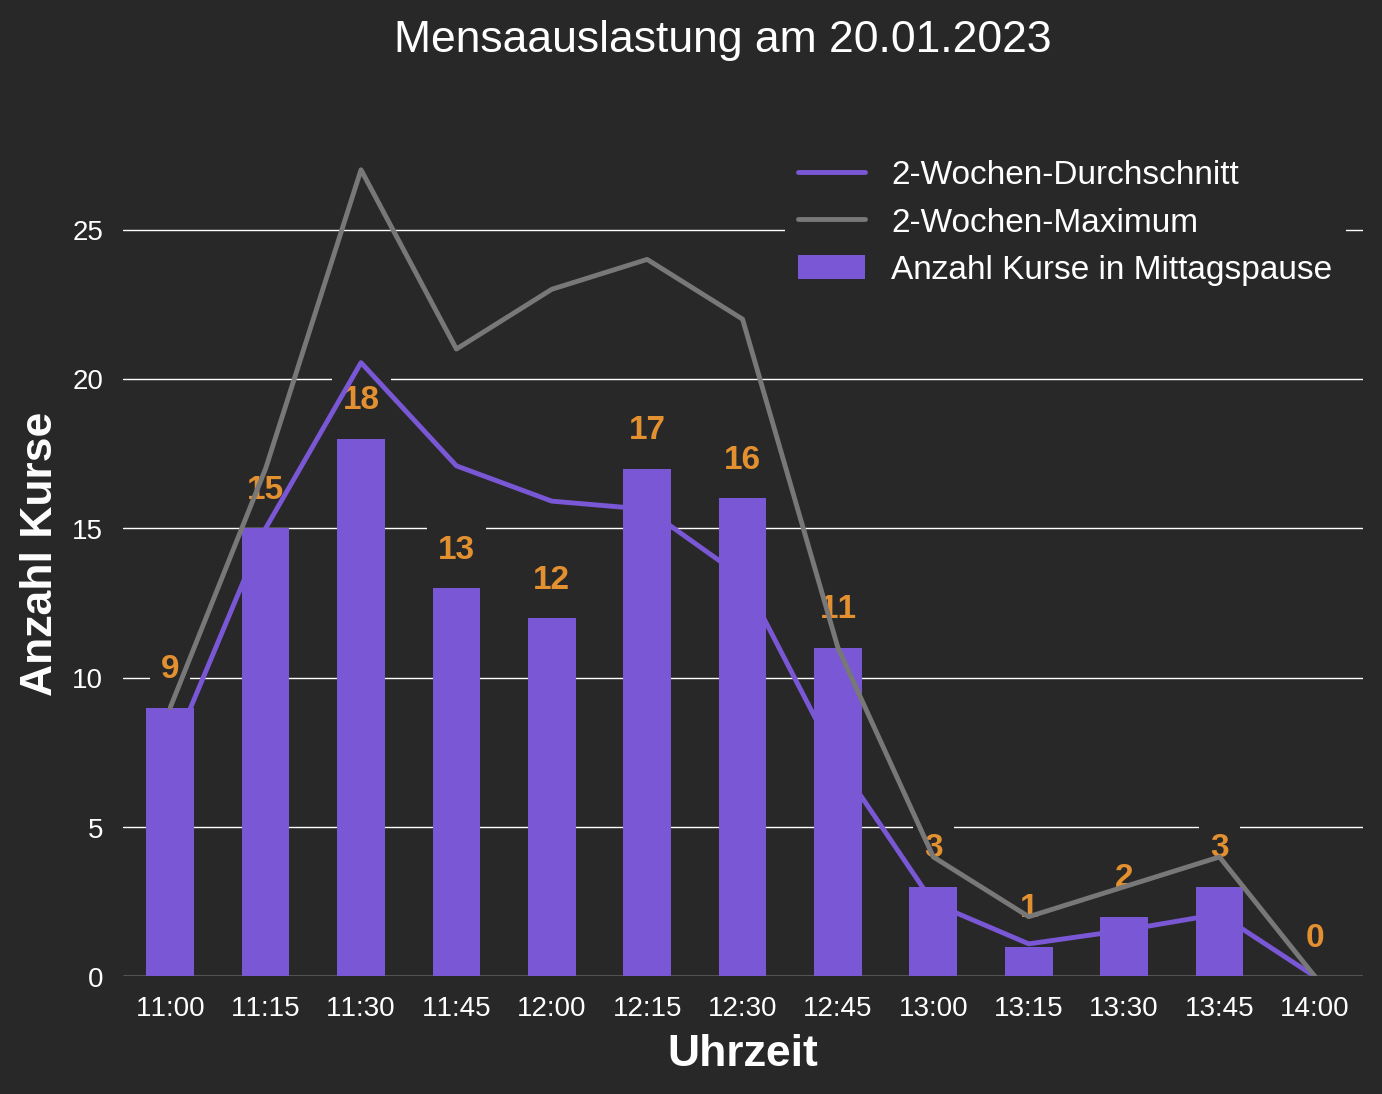 Mensaauslastung am 20.01.2023
2-Wochen-Durchschnitt
2-Wochen-Maximum
Anzahl Kurse in Mittagspause
Anzahl Kurse
25
20
15
10
5
0
9
15
18
13
12
17
16
11
3
1
2
3
0
11:00 11:15 11:30 11:45 12:00 12:15 12:30 12:45 13:00 13:15 13:30 13:45 14:00
Uhrzeit